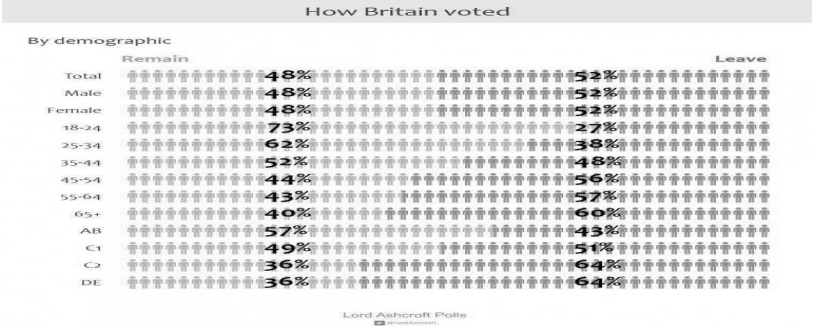 How Britain voted
By demographic
Remain Leave
Total 48% 52%
Male 48% 52%
Female 48% 52%
18-24 73% 27%
25-34 62% 38%
35-44 52% 48%
45-54 44% 56%
55-64 43% 57%
65+ 40% 60%
AB 57% 43%
C1 49% 51%
C2 36% 64%
DE 36% 64%
Lord Ashcroft Polls